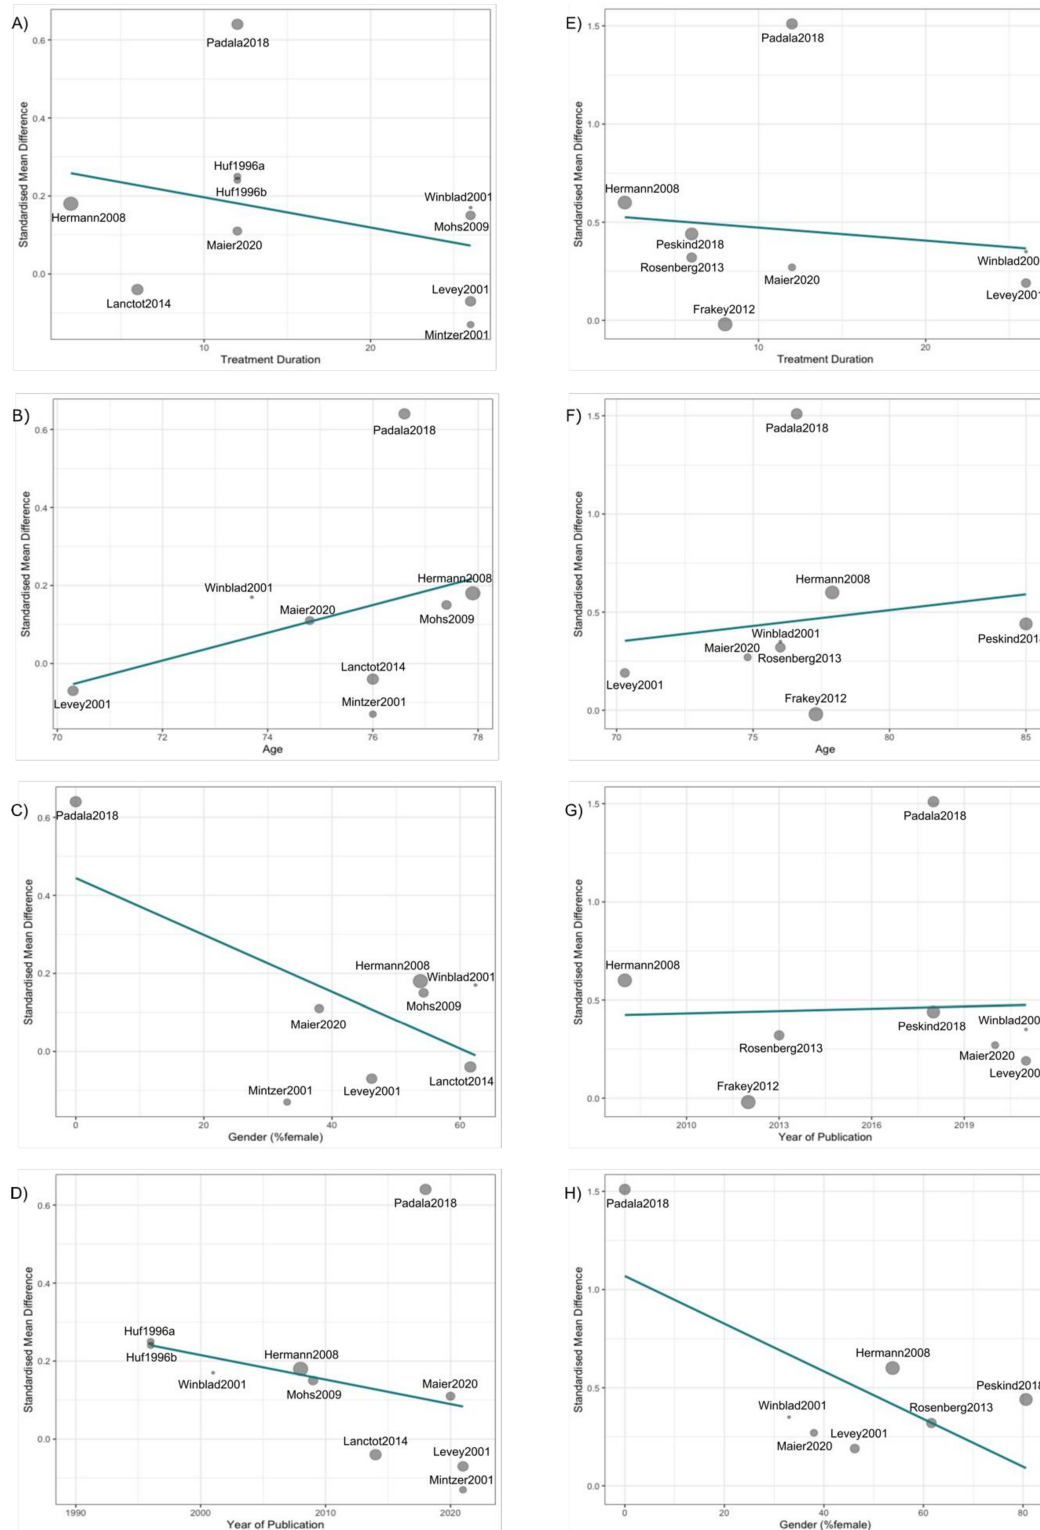 A)
Standardised Mean Difference
0.6
0.4
0.2
0.0
Padala2018
Huf1996a
Huf1996b
Winblad2001
Hermann2008
Mohs2009
Maier2020
Lanctot2014
Levey2001
Mintzer2001
10
20
Treatment Duration
E)
Standardised Mean Difference
1.5
1.0
0.5
0.0
Padala2018
Hermann2008
Peskind2018
Rosenberg2013
Winblad200
Maier2020
Levey2001
Frakey2012
10
20
Treatment Duration
B)
Standardised Mean Difference
0.6
0.4
0.2
0.0
Padala2018
Hermann2008
Winblad2001
Maier2020
Mohs2009
Lanctot2014
Levey2001
Mintzer2001
70
72
74
76
78
Age
F)
Standardised Mean Difference
1.5
1.0
0.5
0.0
Padala2018
Hermann2008
Winblad2001
Peskind2018
Maier2020
Rosenberg2013
Levey2001
Frakey2012
70
75
80
85
Age
C)
Standardised Mean Difference
0.6
0.4
0.2
0.0
Padala2018
Hermann2008
Winblad2001
Mohs2009
Maier2020
Lanctot2014
Mintzer2001
Levey2001
0
20
40
60
Gender (%female)
G)
Standardised Mean Difference
1.5
1.0
0.5
0.0
Padala2018
Hermann2008
Winblad200
Peskind2018
Rosenberg2013
Maier2020
Levey200
Frakey2012
2010
2013
2016
2019
Year of Publication
D)
Standardised Mean Difference
0.6
0.4
0.2
0.0
Padala2018
Huf1996a
Huf1996b
Hermann2008
Winblad2001
Mohs2009
Maier2020
Lanctot2014
Levey2001
Mintzer2001
1990
2000
2010
2020
Year of Publication
H)
Standardised Mean Difference
1.5
1.0
0.5
0.0
Padala2018
Hermann2008
Peskind2018
Winblad2001
Rosenberg2013
Maier2020
Levey2001
0
20
40
60
80
Gender (%female)